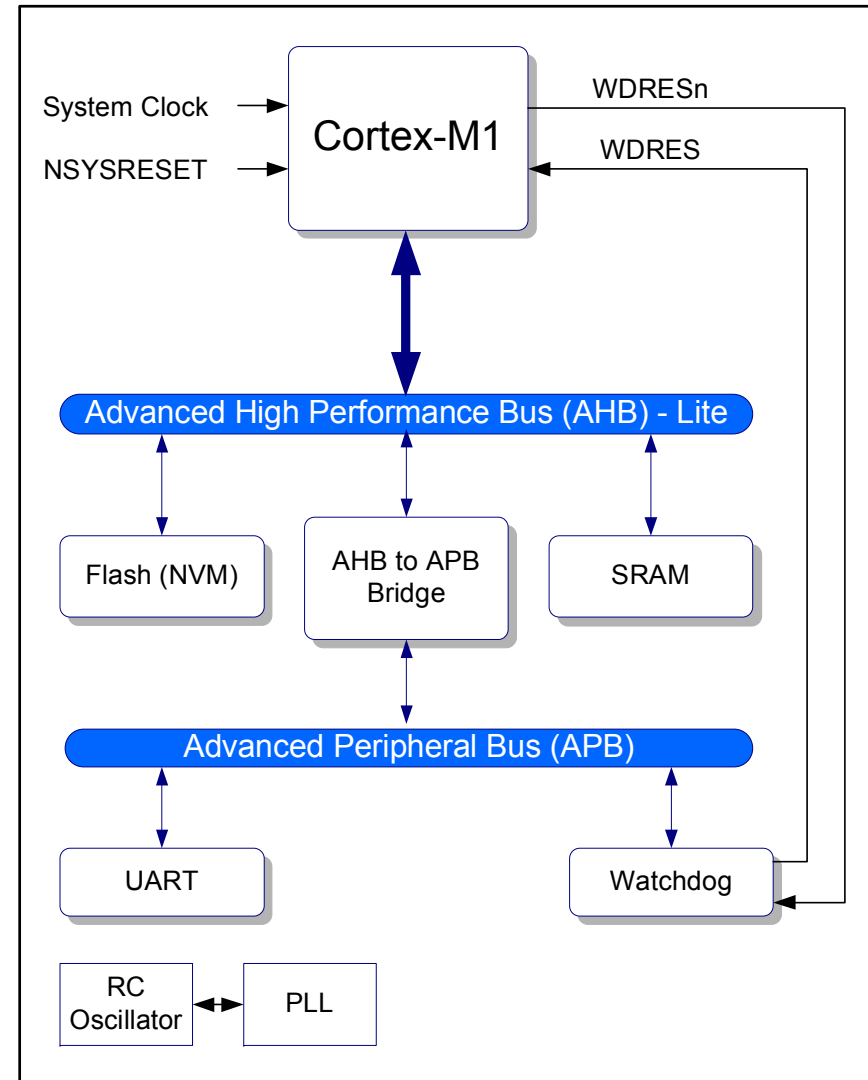 System Clock
NSYSRESET
Cortex-M1
WDRESn
WDRES
Advanced High Performance Bus (AHB) - Lite
Flash (NVM)
AHB to APB
Bridge
SRAM
Advanced Peripheral Bus (APB)
UART
Watchdog
RC
Oscillator
PLL